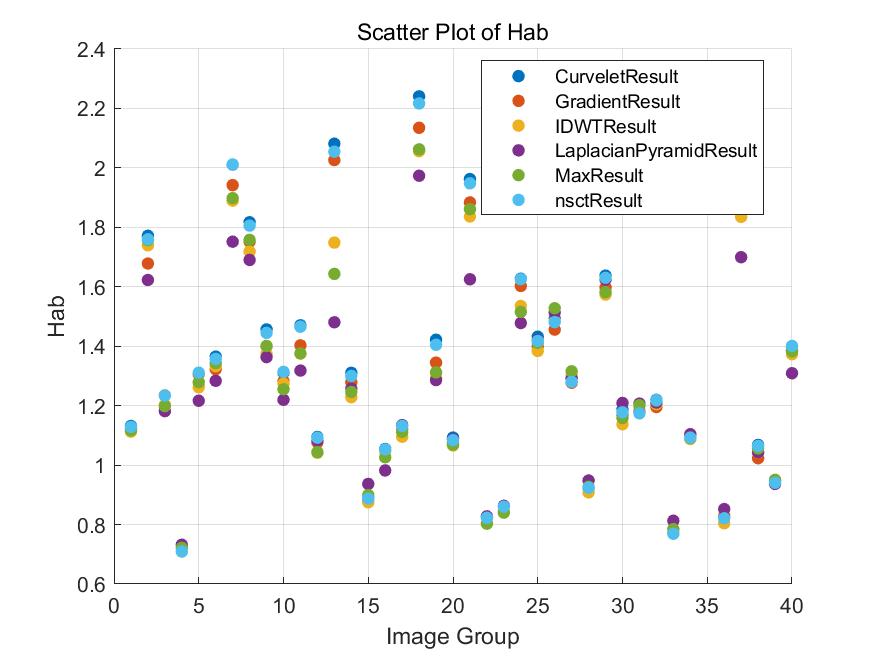 Scatter Plot of Hab
2.4
2.2
2
1.8
1.6
1.4
1.2
1
0.8
0.6
Hab
CurveletResult
GradientResult
IDWTResult
LaplacianPyramidResult
MaxResult
nsctResult
0 5 10 15 20 25 30 35 40
Image Group